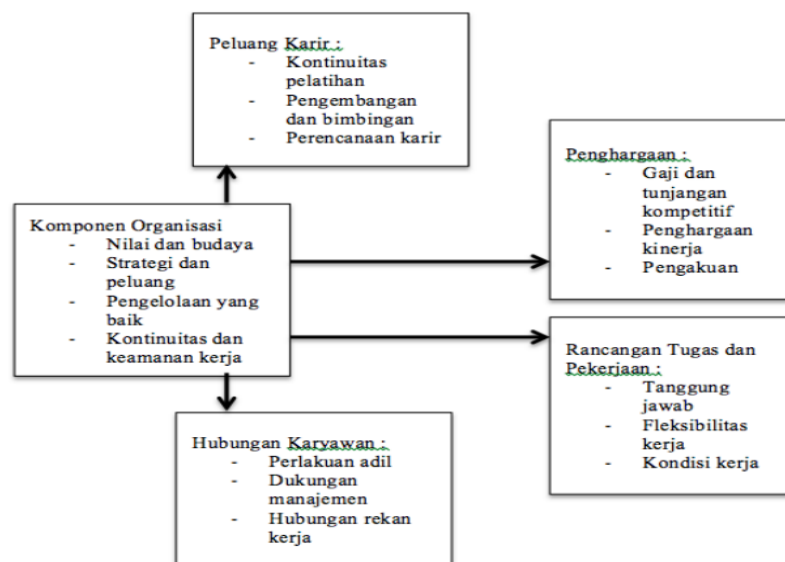 Peluang Karir :
- Kontinuitas
pelatihan
- Pengembangan
dan bimbingan
- Perencanaan karir
Penghargaan :
- Gaji dan
tunjangan
kompetitif
- Penghargaan
kinerja
- Pengakuan
Komponen Organisasi
- Nilai dan budaya
- Strategi dan
peluang
- Pengelolaan yang
baik
- Kontinuitas dan
keamanan kerja
Rancangan Tugas dan
Pekerjaan :
- Tanggung
jawab
- Fleksibilitas
kerja
- Kondisi kerja
Hubungan Karyawan :
- Perlakuan adil
- Dukungan
manajemen
- Hubungan rekan
kerja